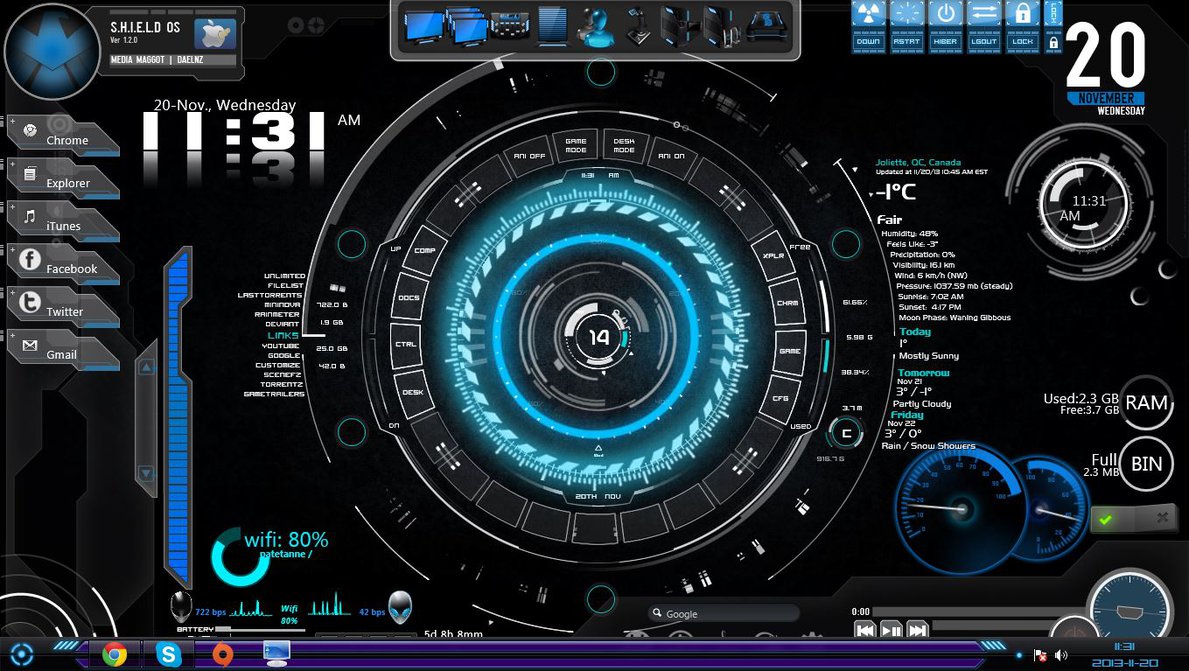 S.H.I.E.L.D OS
Ver 1.2.0
MEDIA MAGGOT | DAELNZ
DOWN
RSTRT
HIBER
LGOUT
LOCK
LOCK
20
NOVEMBER
WEDNESDAY
20-Nov., Wednesday
11:31 AM
Chrome
Explorer
iTunes
Facebook
Twitter
Gmail
ANI OFF
GAME MODE
DESK MODE
ANI ON
11:31 AM
UP
COMP
DOCS
CTRL
DESK
DN
Free
XPLR
CHRM
GAME
CFG
USED
14
20TH NOV
UNLIMITED
FILELIST
LASTTORRENTS
MININOVA
RAINMETER
DEVIANT
LINKS
YOUTUBE
GOOGLE
CUSTOMIZE
SCENEFZ
TORRENTZ
GAMETRAILERS
722.0 B
1.9 GB
25.0 GB
42.0 B
61.66%
5.98 G
38.34%
3.7 m
C
916.7 G
Joliette, QC, Canada
Updated at 11/20/13 10:45 AM EST
-1°C
Fair
Humidity: 48%
Feels Like: -3°
Precipitation: 0%
Visibility: 16.1 km
Wind: 6 km/h (NW)
Pressure: 1037.59 mb (steady)
Sunrise: 7:02 AM
Sunset: 4:17 PM
Moon Phase: Waning Gibbous
Today
1°
Mostly Sunny
Tomorrow
Nov 21
3° / -1°
Partly Cloudy
Friday
Nov 22
3° / 0°
Rain / Snow Showers
11:31
AM
Used:2.3 GB
Free:3.7 GB
RAM
Full
2.3 MB
BIN
wifi: 80%
patetanne /
722 bps
Wifi
80%
42 bps
BATTERY
5d 8h 8mm
Google
0:00
11:31
2013-11-20